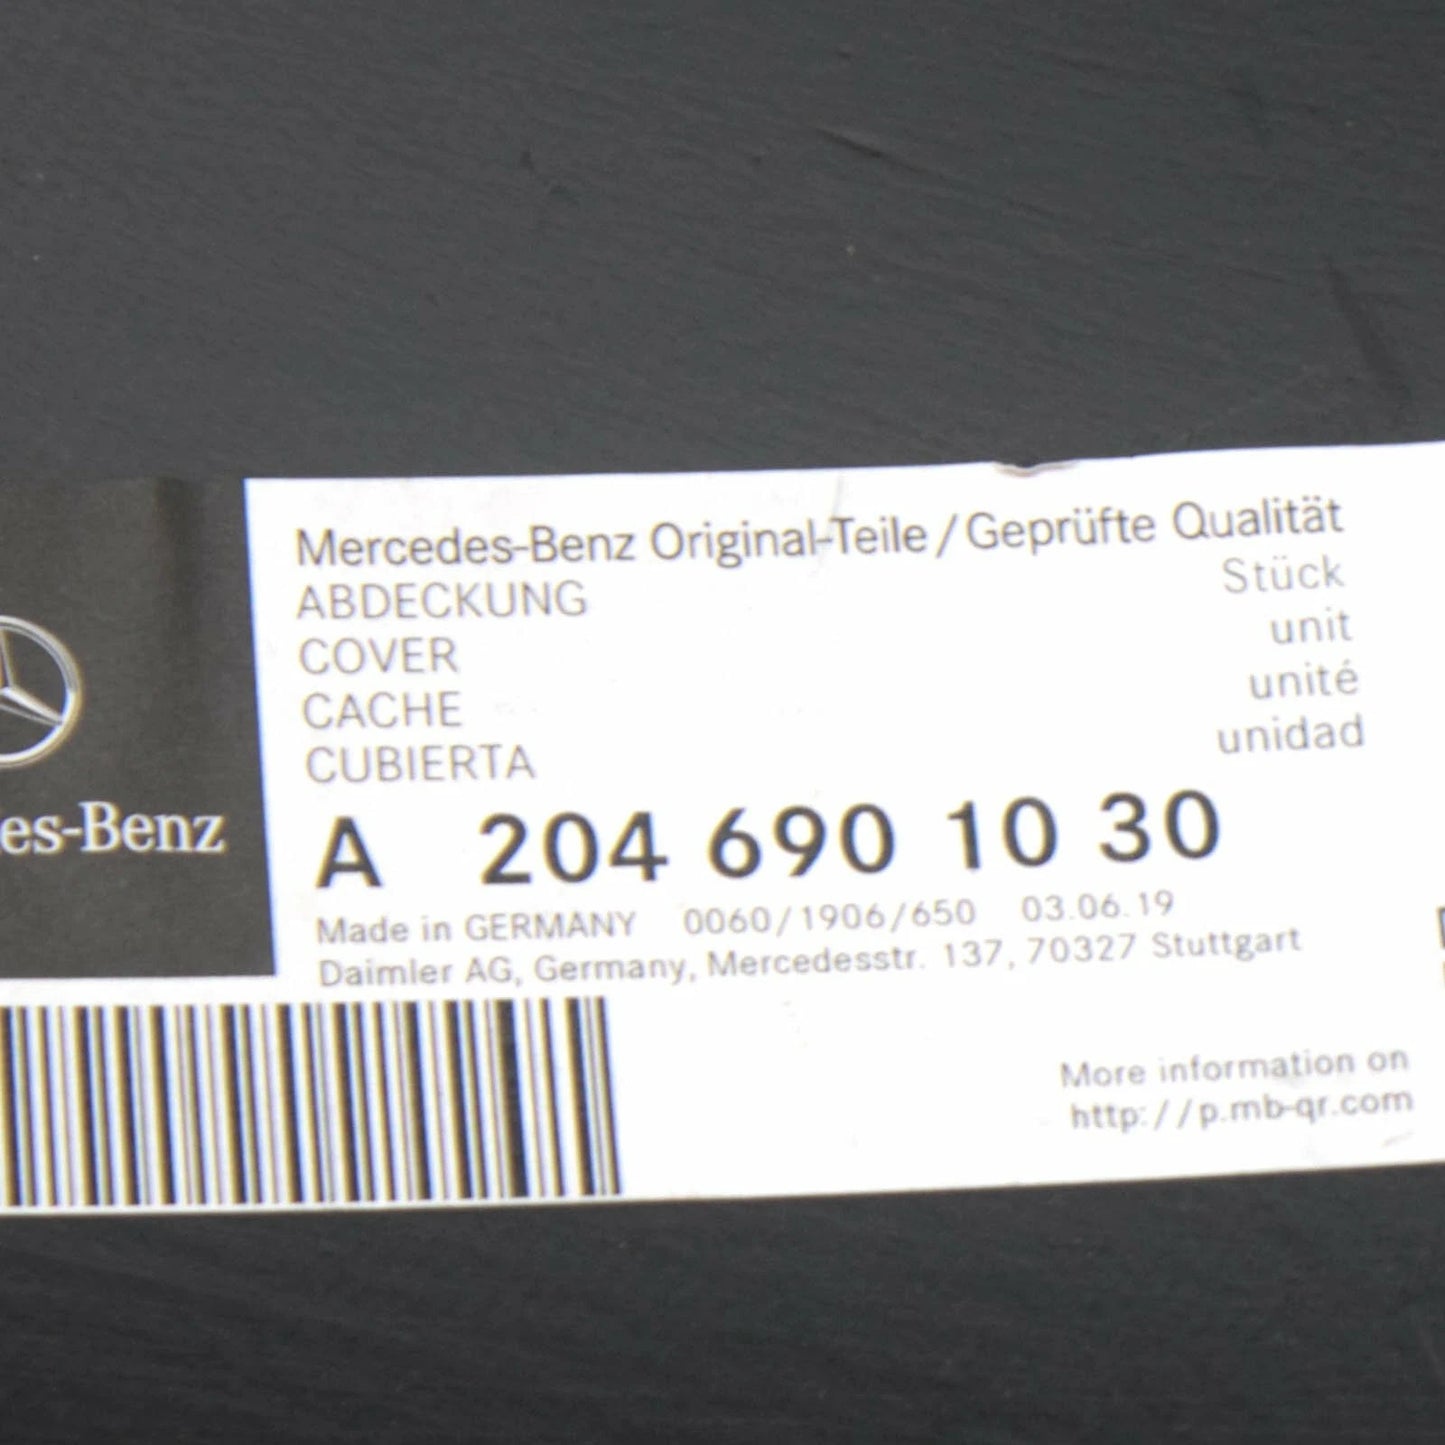 Mercedes-Benz Original-Teile/Geprüfte Qualität
ABDECKUNG Stück
COVER unit
CACHE unité
CUBIERTA unidad
es-Benz
A 204 690 10 30
Made in GERMANY 0060/1906/650 03.06.19
Daimler AG, Germany, Mercedesstr. 137, 70327 Stuttgart
More information on
http://p.mb-qr.com